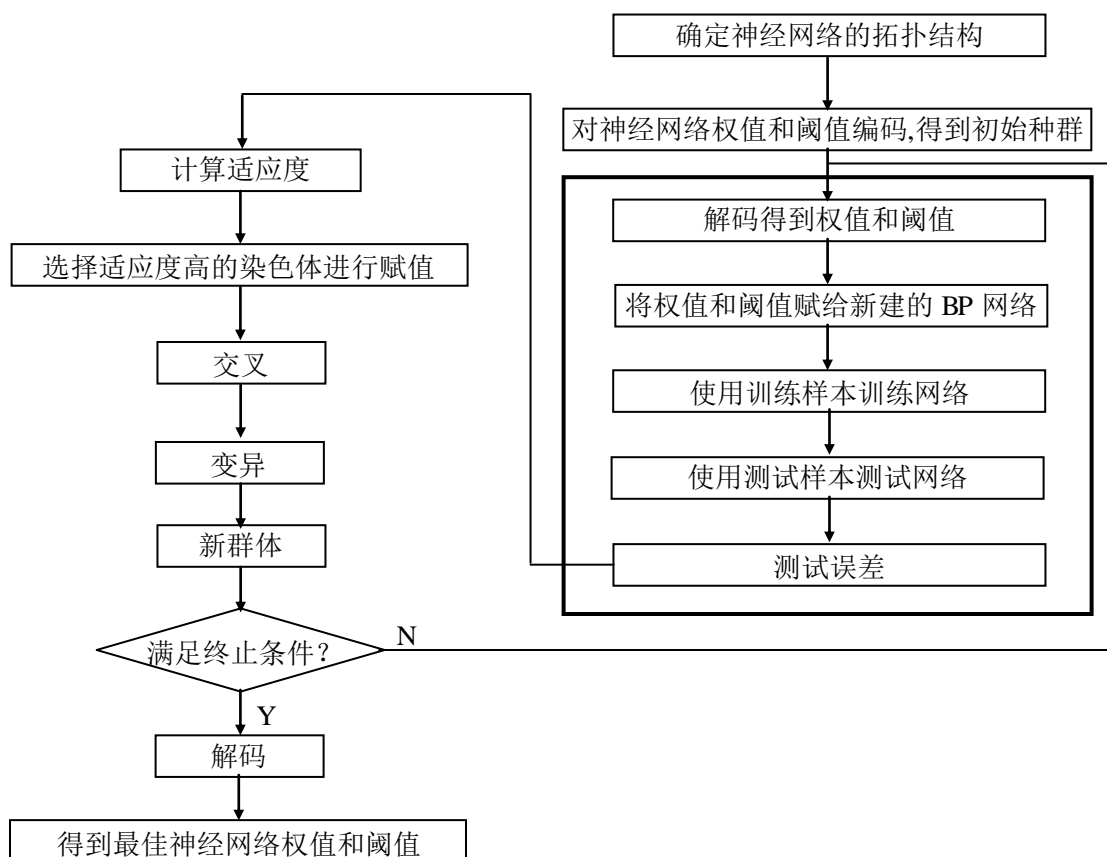 确定神经网络的拓扑结构
对神经网络权值和阈值编码,得到初始种群
解码得到权值和阈值
将权值和阈值赋给新建的 BP 网络
使用训练样本训练网络
使用测试样本测试网络
测试误差
计算适应度
选择适应度高的染色体进行赋值
交叉
变异
新群体
满足终止条件？
N
Y
解码
得到最佳神经网络权值和阈值